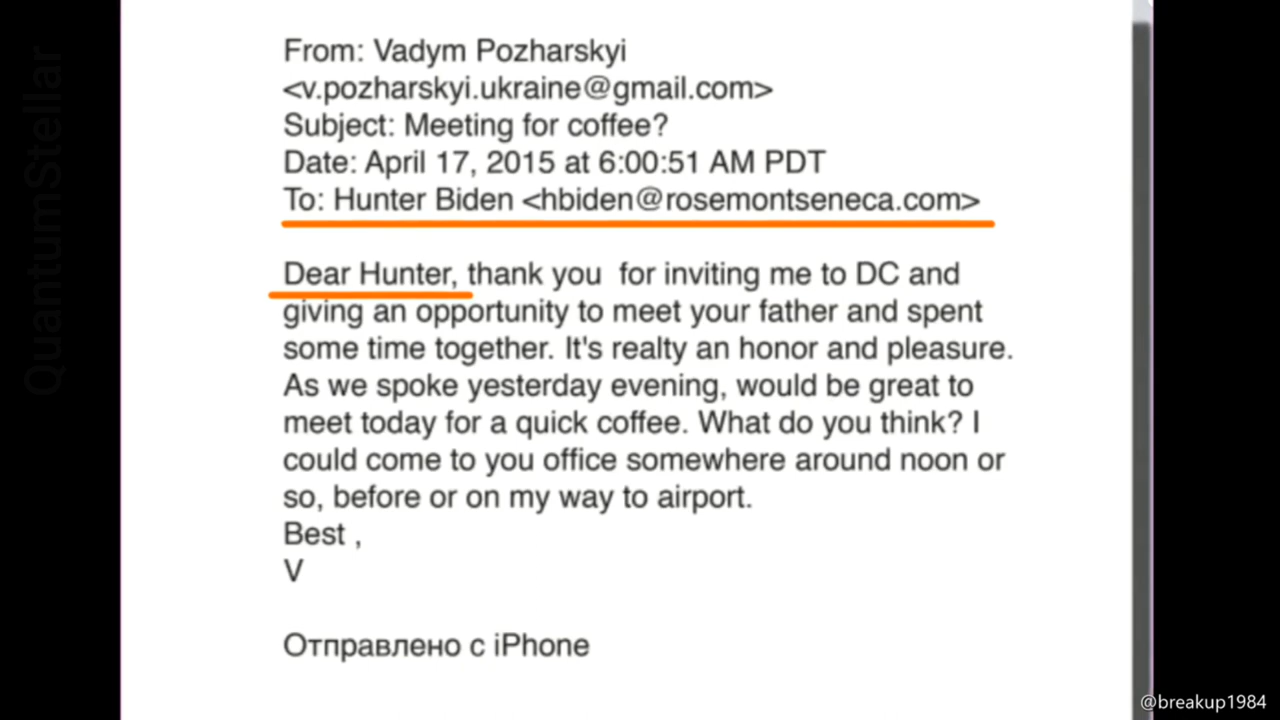 From: Vadym Pozharskyi
<v.pozharskyi.ukraine@gmail.com>
Subject: Meeting for coffee?
Date: April 17, 2015 at 6:00:51 AM PDT
To: Hunter Biden <hbiden@rosemontseneca.com>
Dear Hunter, thank you  for inviting me to DC and
giving an opportunity to meet your father and spent
some time together. It's realty an honor and pleasure.
As we spoke yesterday evening, would be great to
meet today for a quick coffee. What do you think? I
could come to you office somewhere around noon or
so, before or on my way to airport.
Best ,
V
Отправлено с iPhone
QuantumStellar
@breakup1984